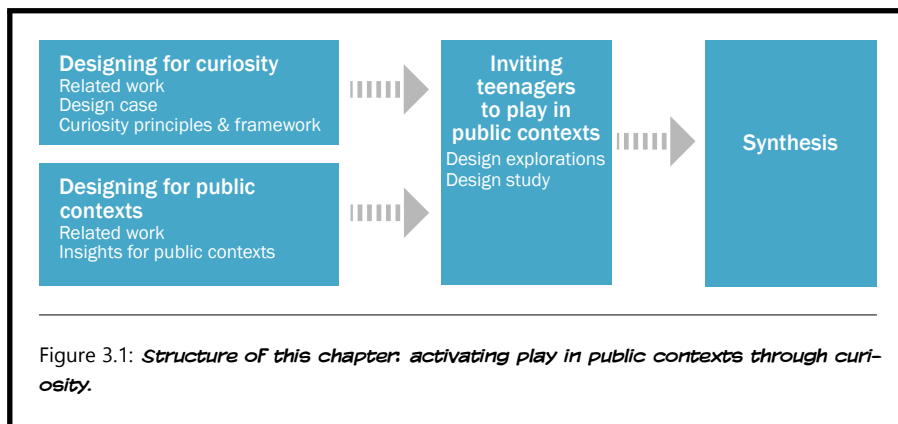 Designing for curiosity
Related work
Design case
Curiosity principles & framework
Designing for public
contexts
Related work
Insights for public contexts
Inviting
teenagers
to play in
public contexts
Design explorations
Design study
Synthesis
Figure 3.1: Structure of this chapter: activating play in public contexts through curi-
osity.